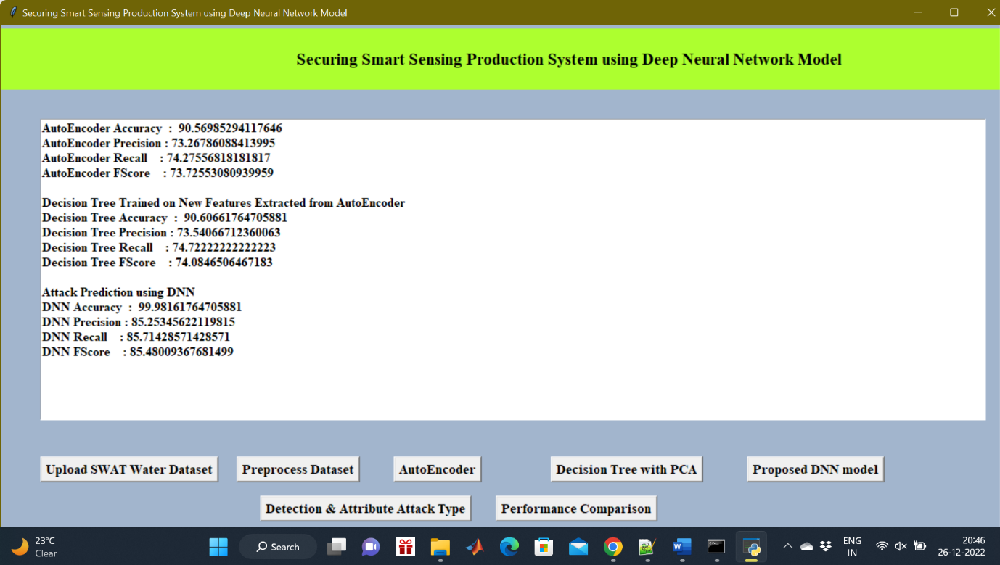 Securing Smart Sensing Production System using Deep Neural Network Model
Securing Smart Sensing Production System using Deep Neural Network Model
AutoEncoder Accuracy : 90.56985294117646
AutoEncoder Precision : 73.26786088413995
AutoEncoder Recall : 74.27556818181817
AutoEncoder FScore : 73.72553080939959
Decision Tree Trained on New Features Extracted from AutoEncoder
Decision Tree Accuracy : 90.60661764705881
Decision Tree Precision : 73.54066712360063
Decision Tree Recall : 74.72222222222223
Decision Tree FScore : 74.0846506467183
Attack Prediction using DNN
DNN Accuracy : 99.98161764705881
DNN Precision : 85.25345622119815
DNN Recall : 85.71428571428571
DNN FScore : 85.48009367681499
Upload SWAT Water Dataset
Preprocess Dataset
AutoEncoder
Decision Tree with PCA
Proposed DNN model
Detection & Attribute Attack Type
Performance Comparison
23°C
Clear
Search
ENG
IN
20:46
26-12-2022